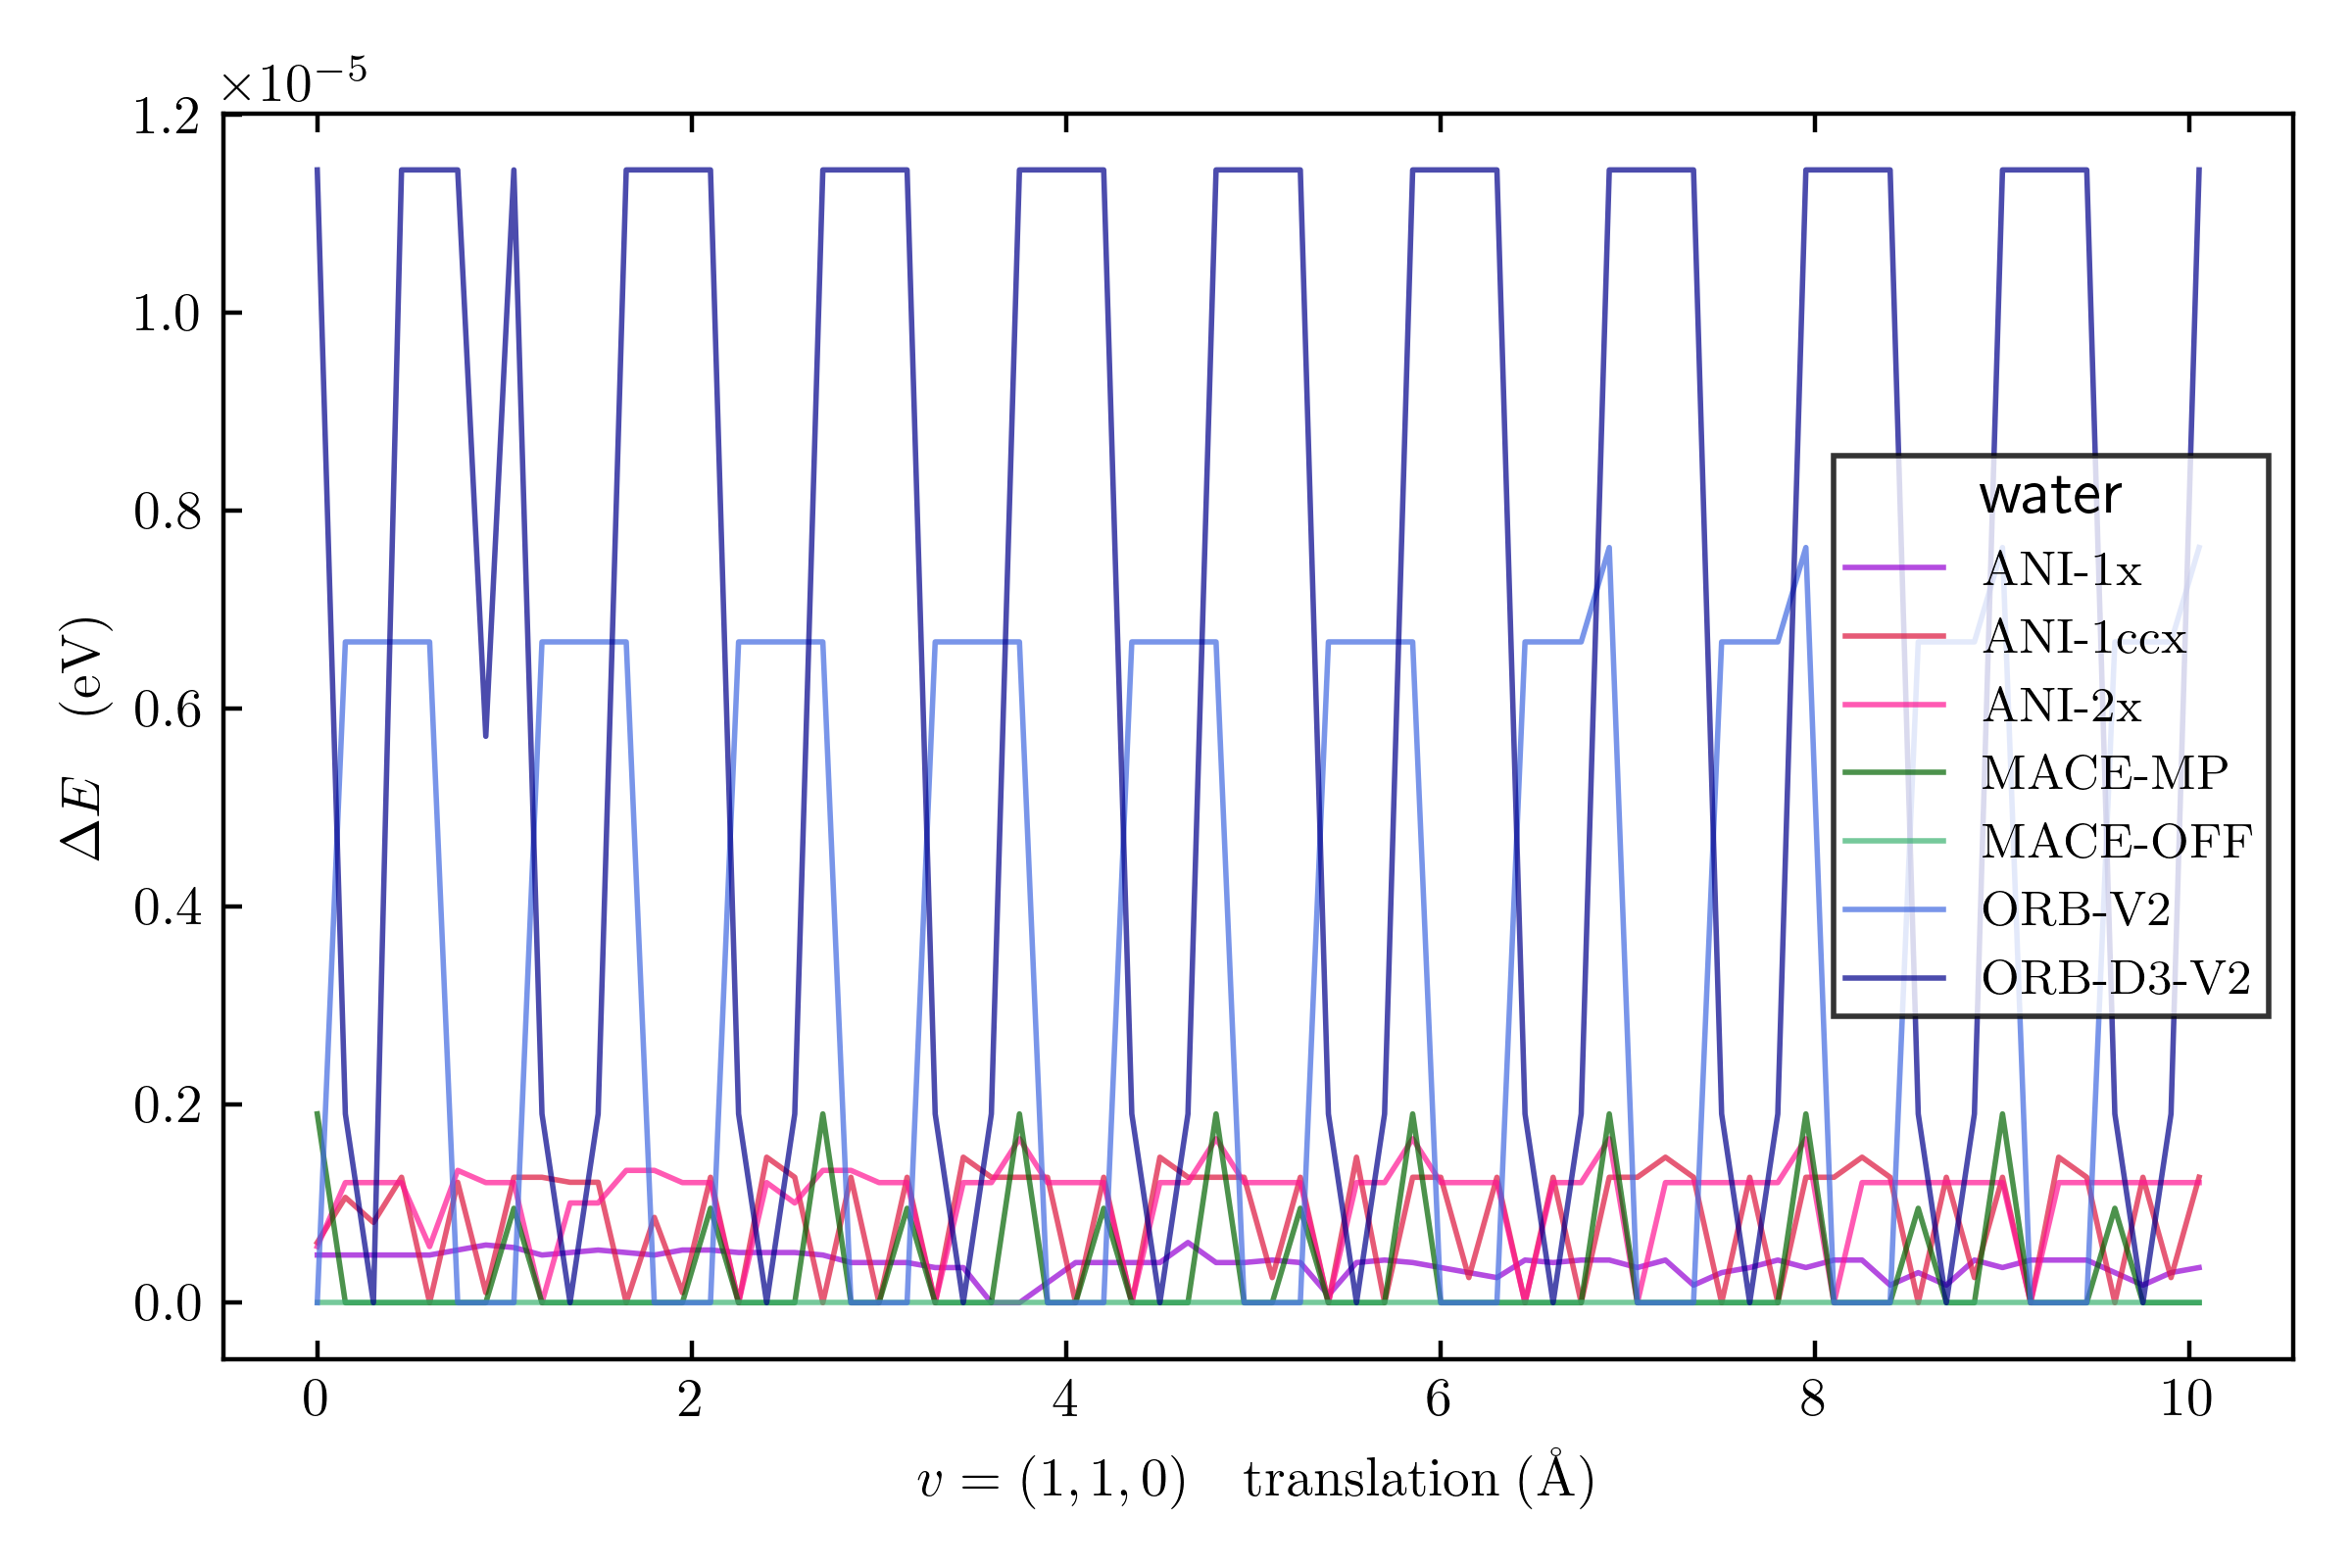 ×10⁻⁵
1.2
1.0
0.8
0.6
0.4
0.2
0.0
ΔE (eV)
water
ANI-1x
ANI-1ccx
ANI-2x
MACE-MP
MACE-OFF
ORB-V2
ORB-D3-V2
0 2 4 6 8 10
v = (1, 1, 0) translation (Å)